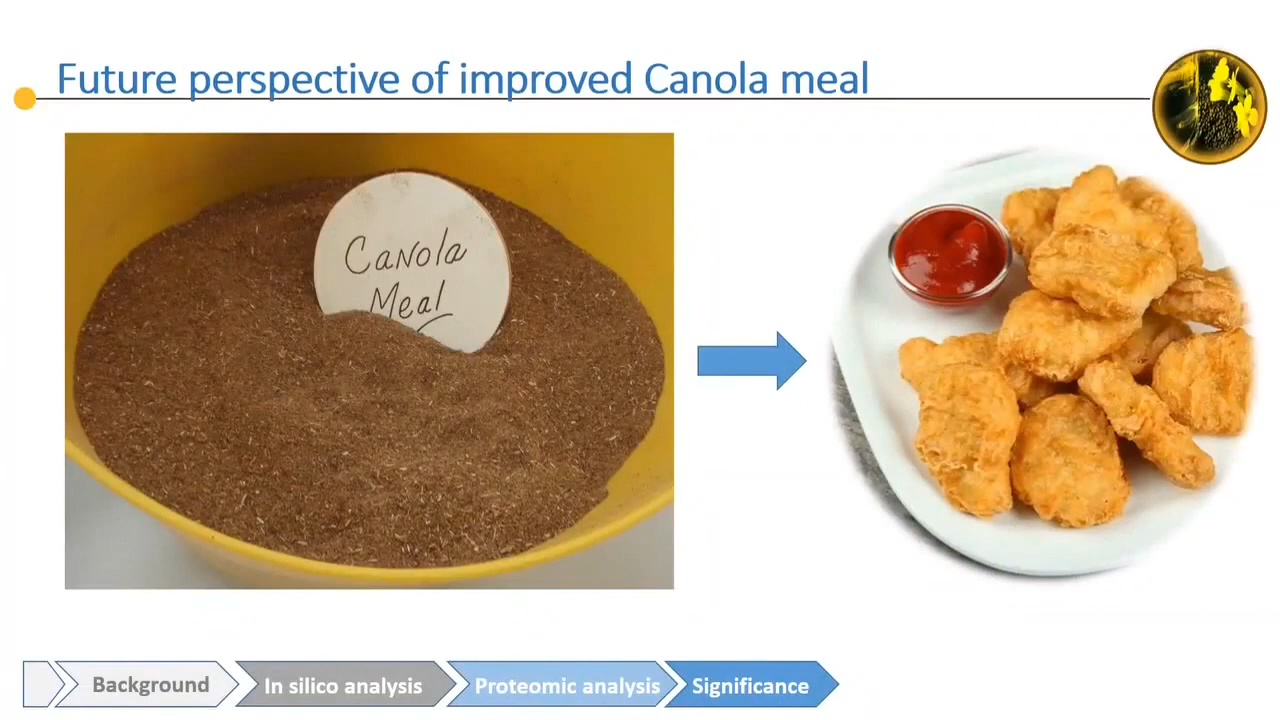 Future perspective of improved Canola meal
Canola
Meal
Background
In silico analysis
Proteomic analysis
Significance